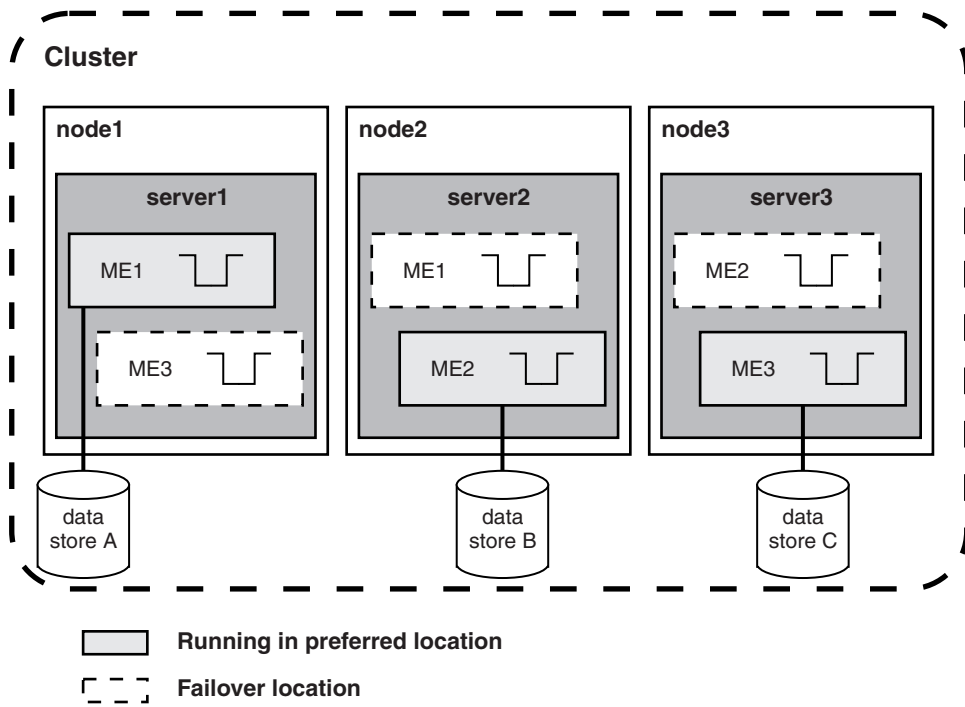 Cluster
node1
node2
node3
server1
server2
server3
ME1
ME1
ME2
ME3
ME2
ME3
data
store A
data
store B
data
store C
Running in preferred location
Failover location